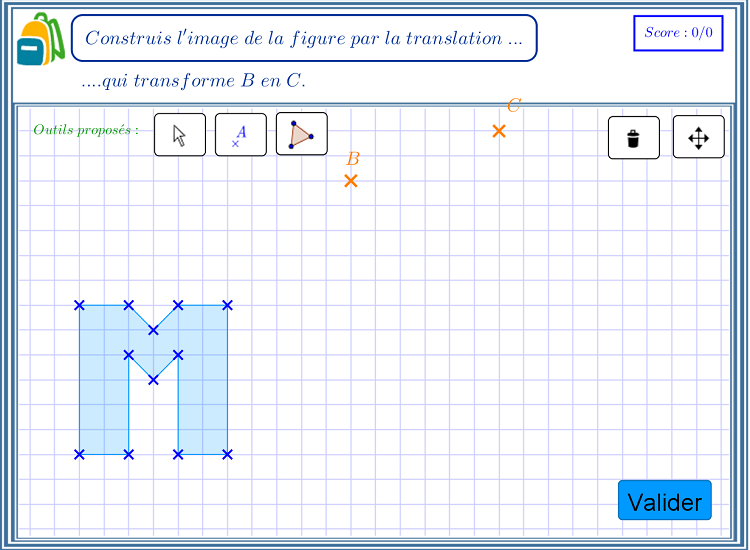 Construis l'image de la figure par la translation ...
Score : 0/0
....qui transforme B en C.
C
Outils proposés :
A
B
Valider